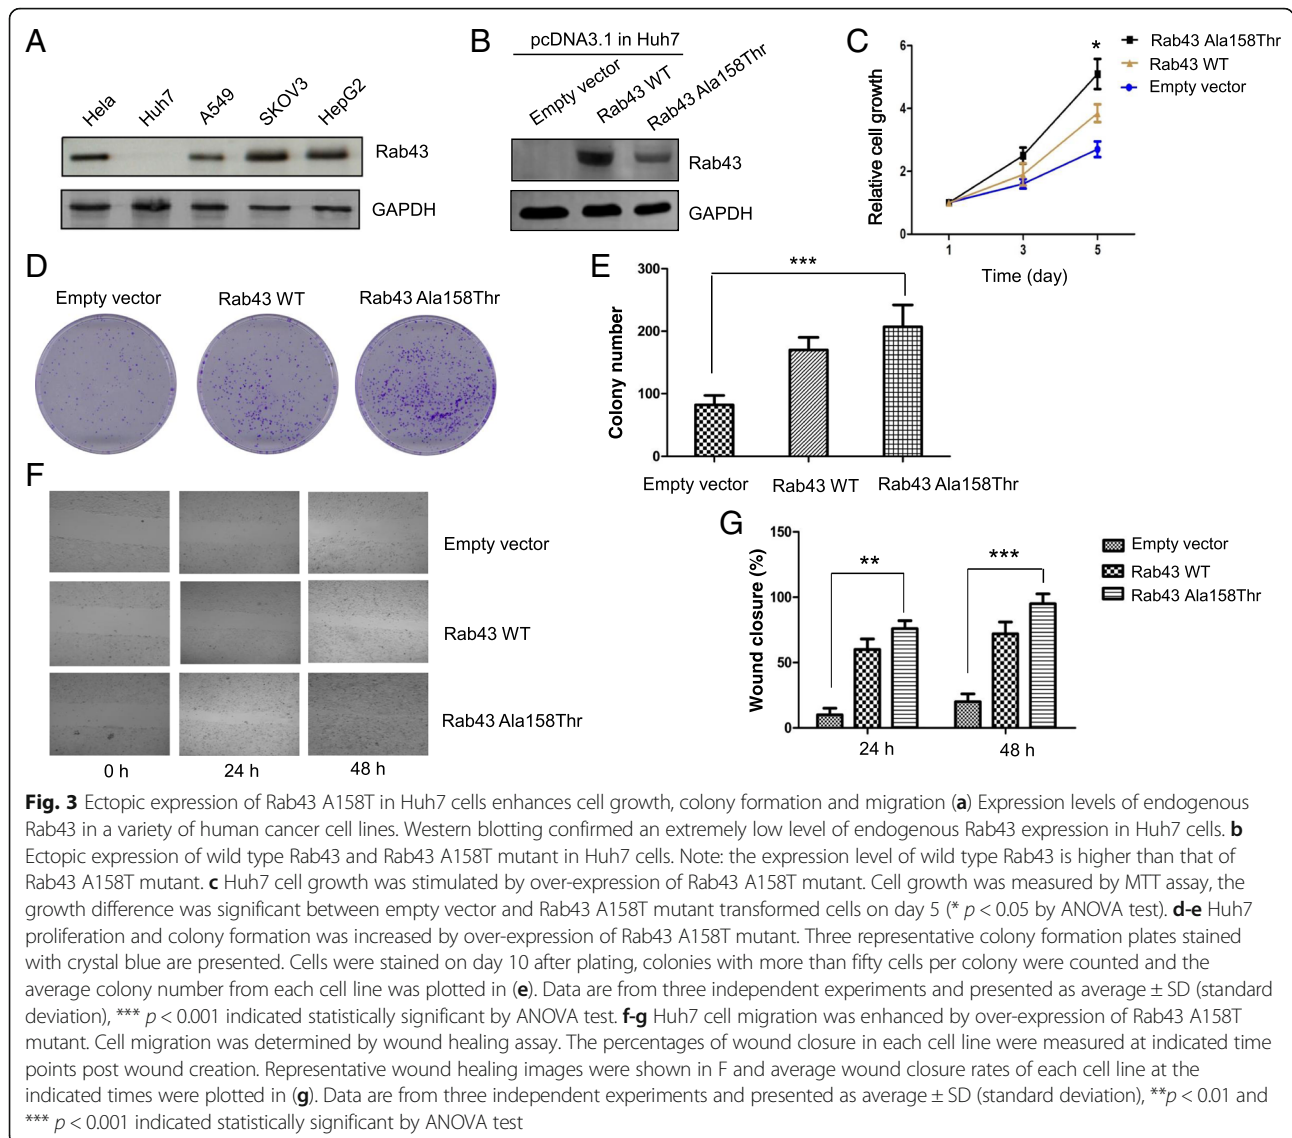 A
Hela
Huh7
A549
SKOV3
HepG2
Rab43
GAPDH
B
pcDNA3.1 in Huh7
Empty vector
Rab43 WT
Rab43 Ala158Thr
Rab43
GAPDH
C
Relative cell growth
6
4
2
0
1
3
5
Time (day)
*
Rab43 Ala158Thr
Rab43 WT
Empty vector
D
Empty vector
Rab43 WT
Rab43 Ala158Thr
E
Colony number
300
200
100
0
***
Empty vector
Rab43 WT
Rab43 Ala158Thr
F
Empty vector
Rab43 WT
Rab43 Ala158Thr
0 h
24 h
48 h
G
Wound closure (%)
150
100
50
0
**
***
24 h
48 h
Empty vector
Rab43 WT
Rab43 Ala158Thr
Fig. 3 Ectopic expression of Rab43 A158T in Huh7 cells enhances cell growth, colony formation and migration (a) Expression levels of endogenous
Rab43 in a variety of human cancer cell lines. Western blotting confirmed an extremely low level of endogenous Rab43 expression in Huh7 cells. b
Ectopic expression of wild type Rab43 and Rab43 A158T mutant in Huh7 cells. Note: the expression level of wild type Rab43 is higher than that of
Rab43 A158T mutant. c Huh7 cell growth was stimulated by over-expression of Rab43 A158T mutant. Cell growth was measured by MTT assay, the
growth difference was significant between empty vector and Rab43 A158T mutant transformed cells on day 5 (* p < 0.05 by ANOVA test). d-e Huh7
proliferation and colony formation was increased by over-expression of Rab43 A158T mutant. Three representative colony formation plates stained
with crystal blue are presented. Cells were stained on day 10 after plating, colonies with more than fifty cells per colony were counted and the
average colony number from each cell line was plotted in (e). Data are from three independent experiments and presented as average ± SD (standard
deviation), *** p < 0.001 indicated statistically significant by ANOVA test. f-g Huh7 cell migration was enhanced by over-expression of Rab43 A158T
mutant. Cell migration was determined by wound healing assay. The percentages of wound closure in each cell line were measured at indicated time
points post wound creation. Representative wound healing images were shown in F and average wound closure rates of each cell line at the
indicated times were plotted in (g). Data are from three independent experiments and presented as average ± SD (standard deviation), **p < 0.01 and
*** p < 0.001 indicated statistically significant by ANOVA test